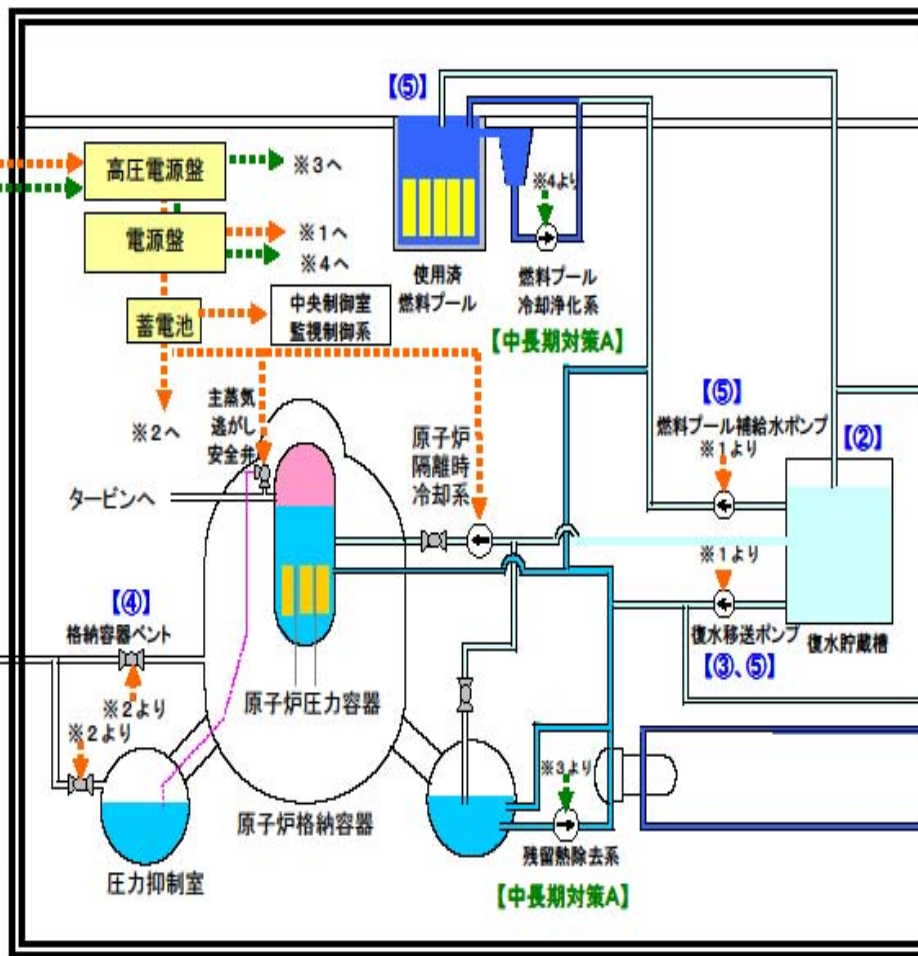 【⑤】
高圧電源盤
※3へ
※4より
電源盤
※1へ
※4へ
使用済
燃料プール
燃料プール
冷却浄化系
【中長期対策A】
蓄電池
中央制御室
監視制御系
※2へ
主蒸気
逃がし
安全弁
原子炉
隔離時
冷却系
【⑤】
燃料プール補給水ポンプ
※1より
【②】
タービンへ
※1より
【④】
格納容器ベント
復水移送ポンプ
【③、⑤】
復水貯蔵槽
原子炉圧力容器
※2より
※2より
※3より
原子炉格納容器
圧力抑制室
残留熱除去系
【中長期対策A】